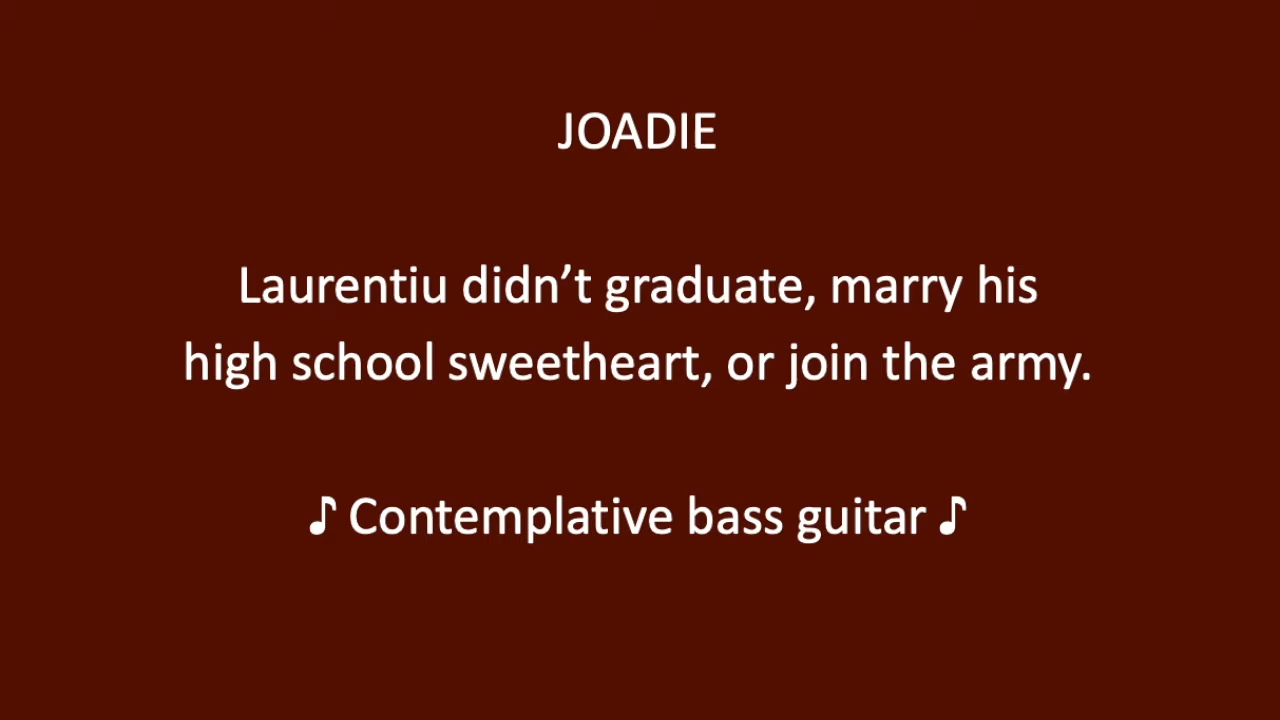 JOADIE
Laurentiu didn’t graduate, marry his
high school sweetheart, or join the army.
♪ Contemplative bass guitar ♪